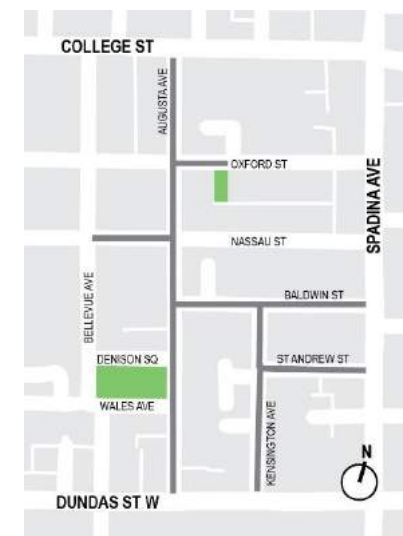 COLLEGE ST
AUGUSTA AVE
OXFORD ST
SPADINA AVE
NASSAU ST
BELLEVUE AVE
BALDWIN ST
DENISON SQ
ST ANDREW ST
WALES AVE
KENSINGTON AVE
N
DUNDAS ST W